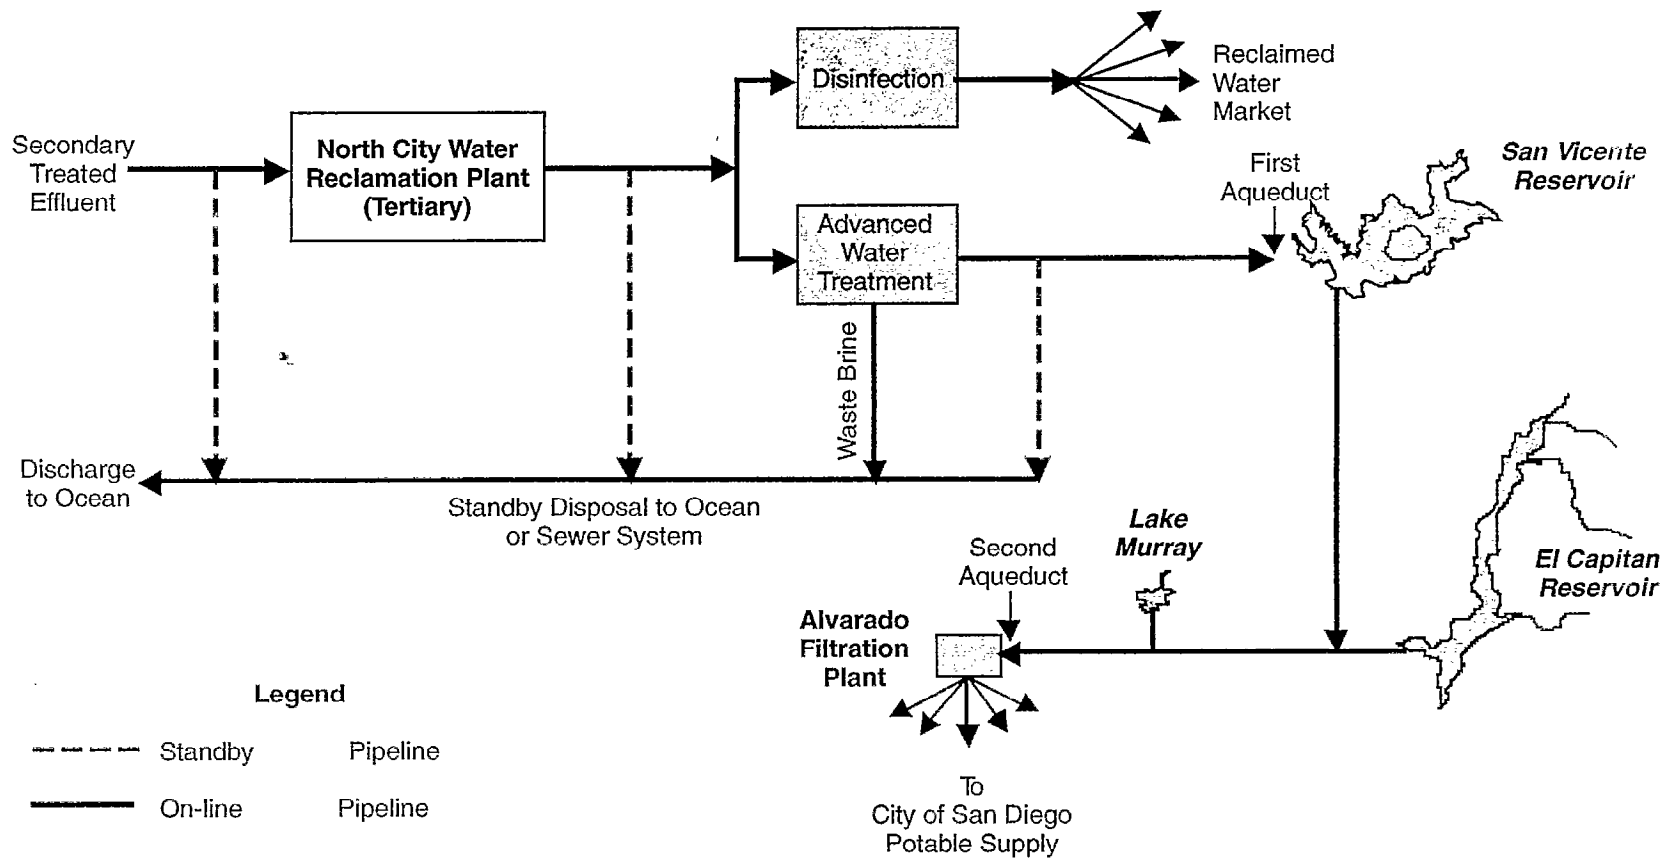 Secondary
Treated
Effluent
North City Water
Reclamation Plant
(Tertiary)
Disinfection
Reclaimed
Water
Market
Advanced
Water
Treatment
First
Aqueduct
San Vicente
Reservoir
Waste Brine
Discharge
to Ocean
Standby Disposal to Ocean
or Sewer System
Second
Aqueduct
Lake
Murray
El Capitan
Reservoir
Alvarado
Filtration
Plant
To
City of San Diego
Potable Supply
Legend
Standby Pipeline
On-line Pipeline